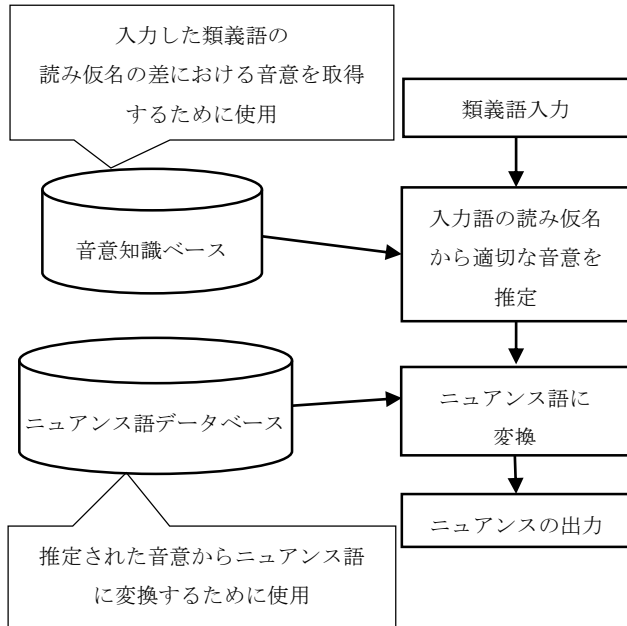 入力した類義語の
読み仮名の差における音意を取得
するために使用
類義語入力
音意知識ベース
入力語の読み仮名
から適切な音意を
推定
ニュアンス語データベース
ニュアンス語に
変換
ニュアンスの出力
推定された音意からニュアンス語
に変換するために使用